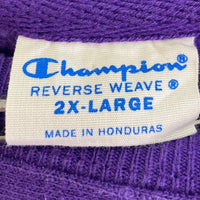 Champion®
REVERSE WEAVE®
2X-LARGE
MADE IN HONDURAS